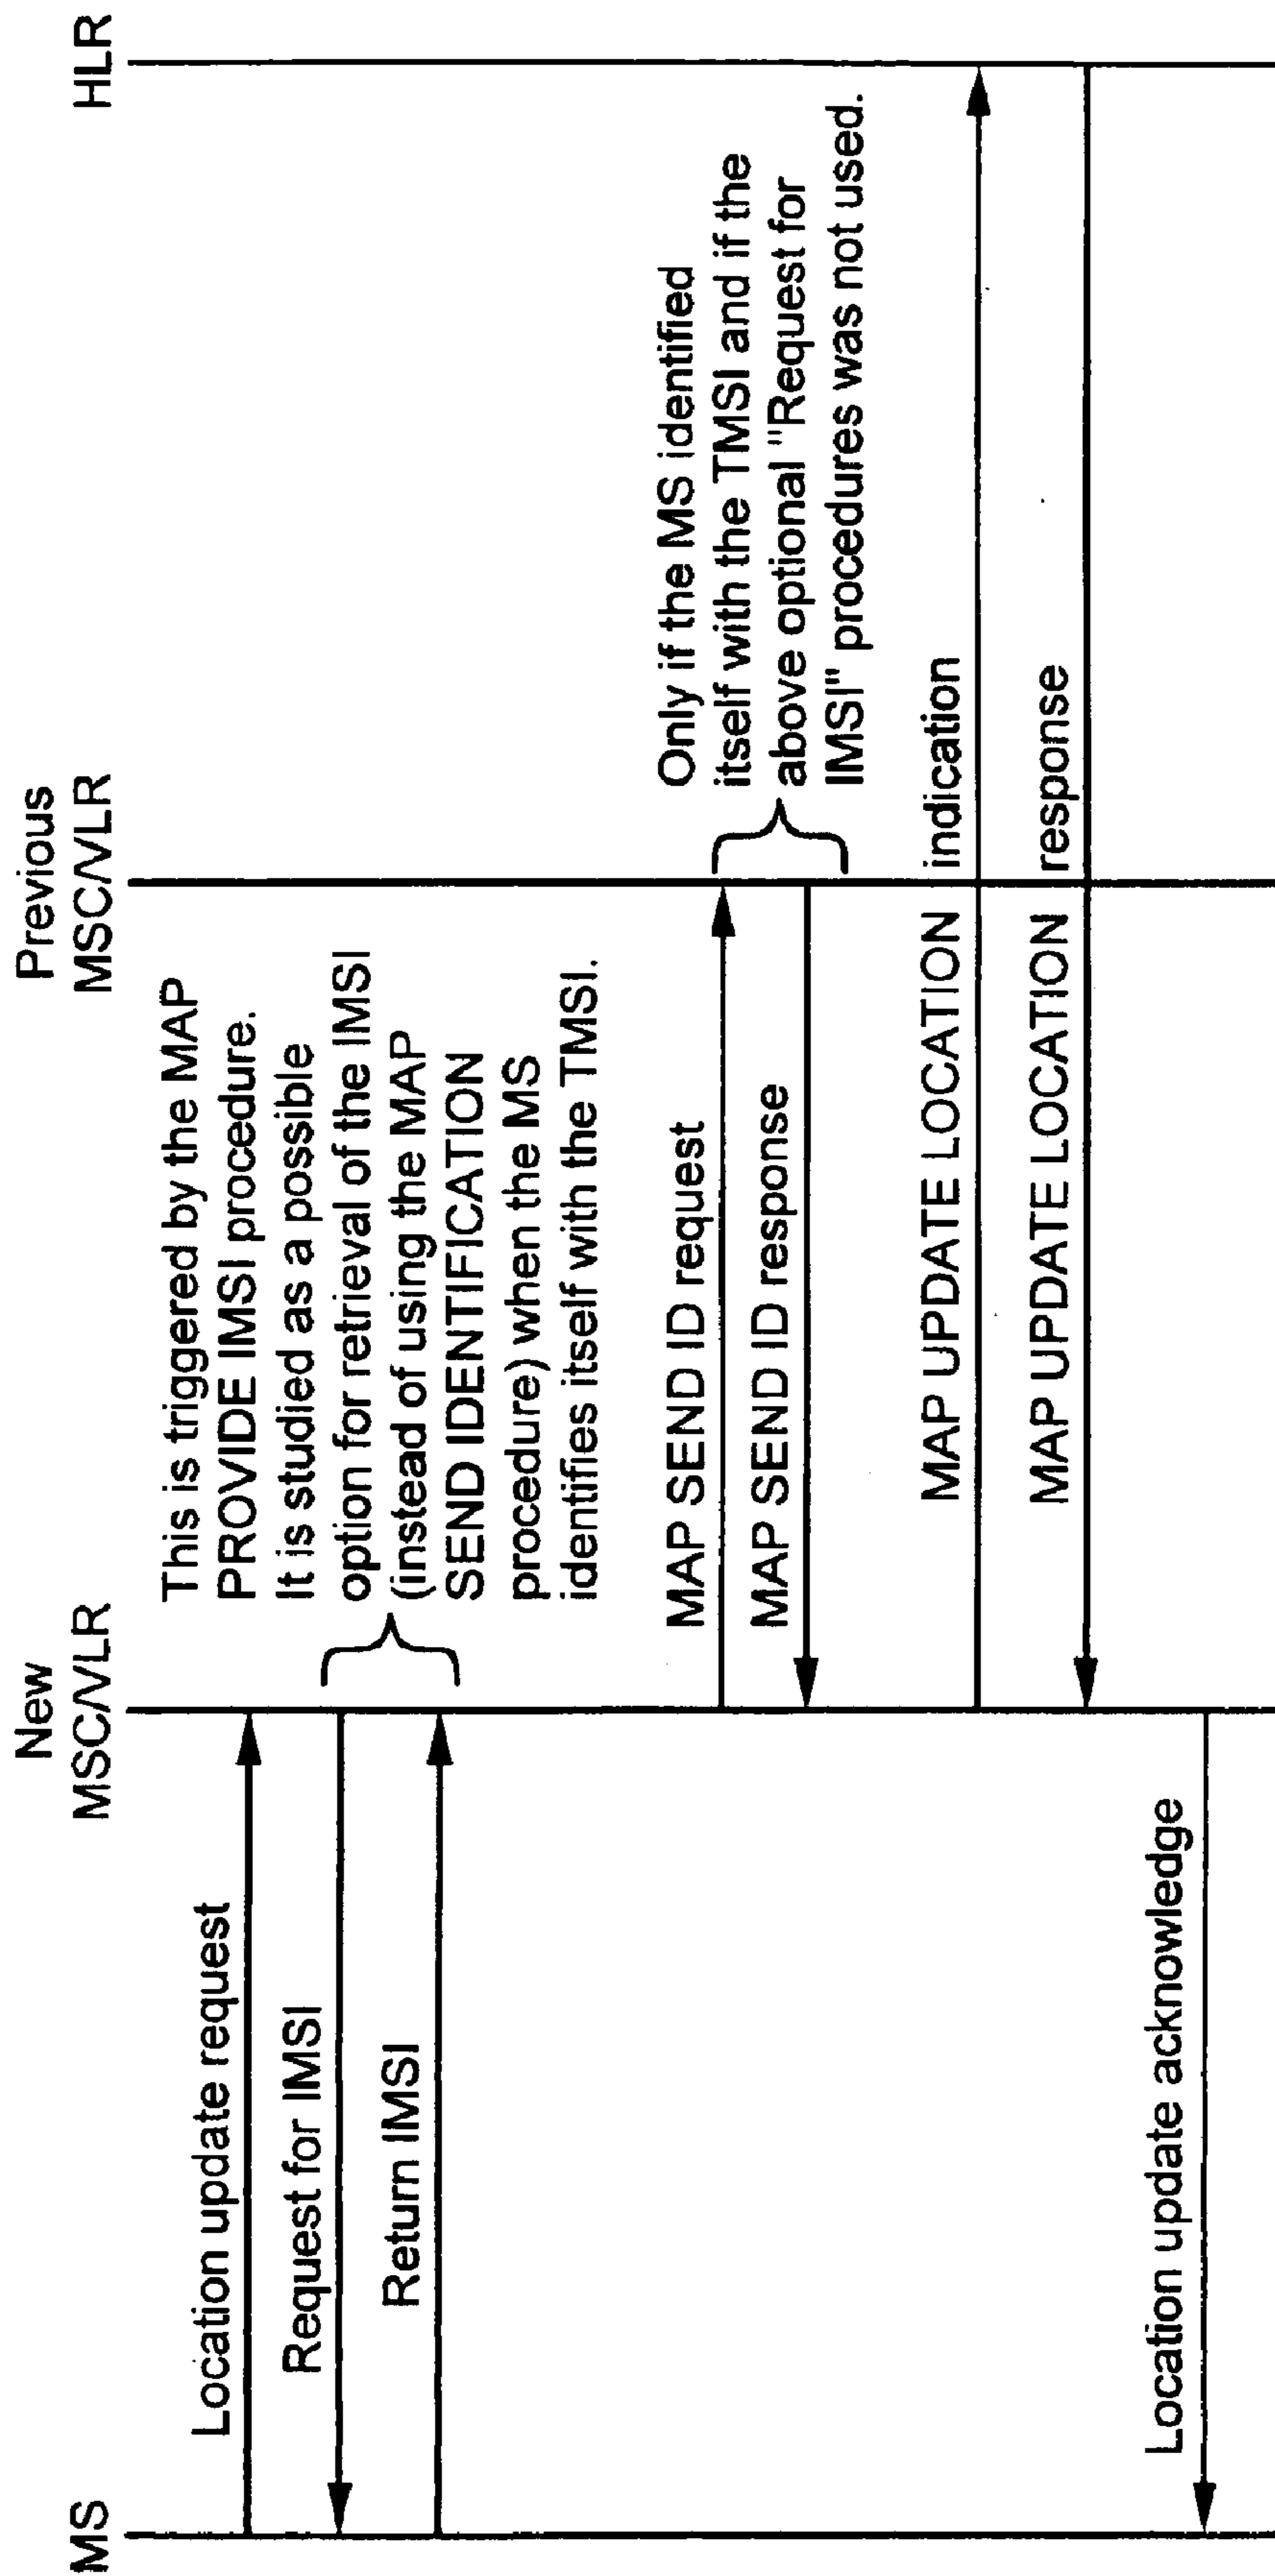 MS
New
MSC/VLR
Previous
MSC/VLR
HLR
Location update request
Request for IMSI
Return IMSI
This is triggered by the MAP
PROVIDE IMSI procedure.
It is studied as a possible
option for retrieval of the IMSI
(instead of using the MAP
SEND IDENTIFICATION
procedure) when the MS
identifies itself with the TMSI.
MAP SEND ID request
MAP SEND ID response
Only if the MS identified
itself with the TMSI and if the
above optional "Request for
IMSI" procedures was not used.
MAP UPDATE LOCATION indication
MAP UPDATE LOCATION response
Location update acknowledge